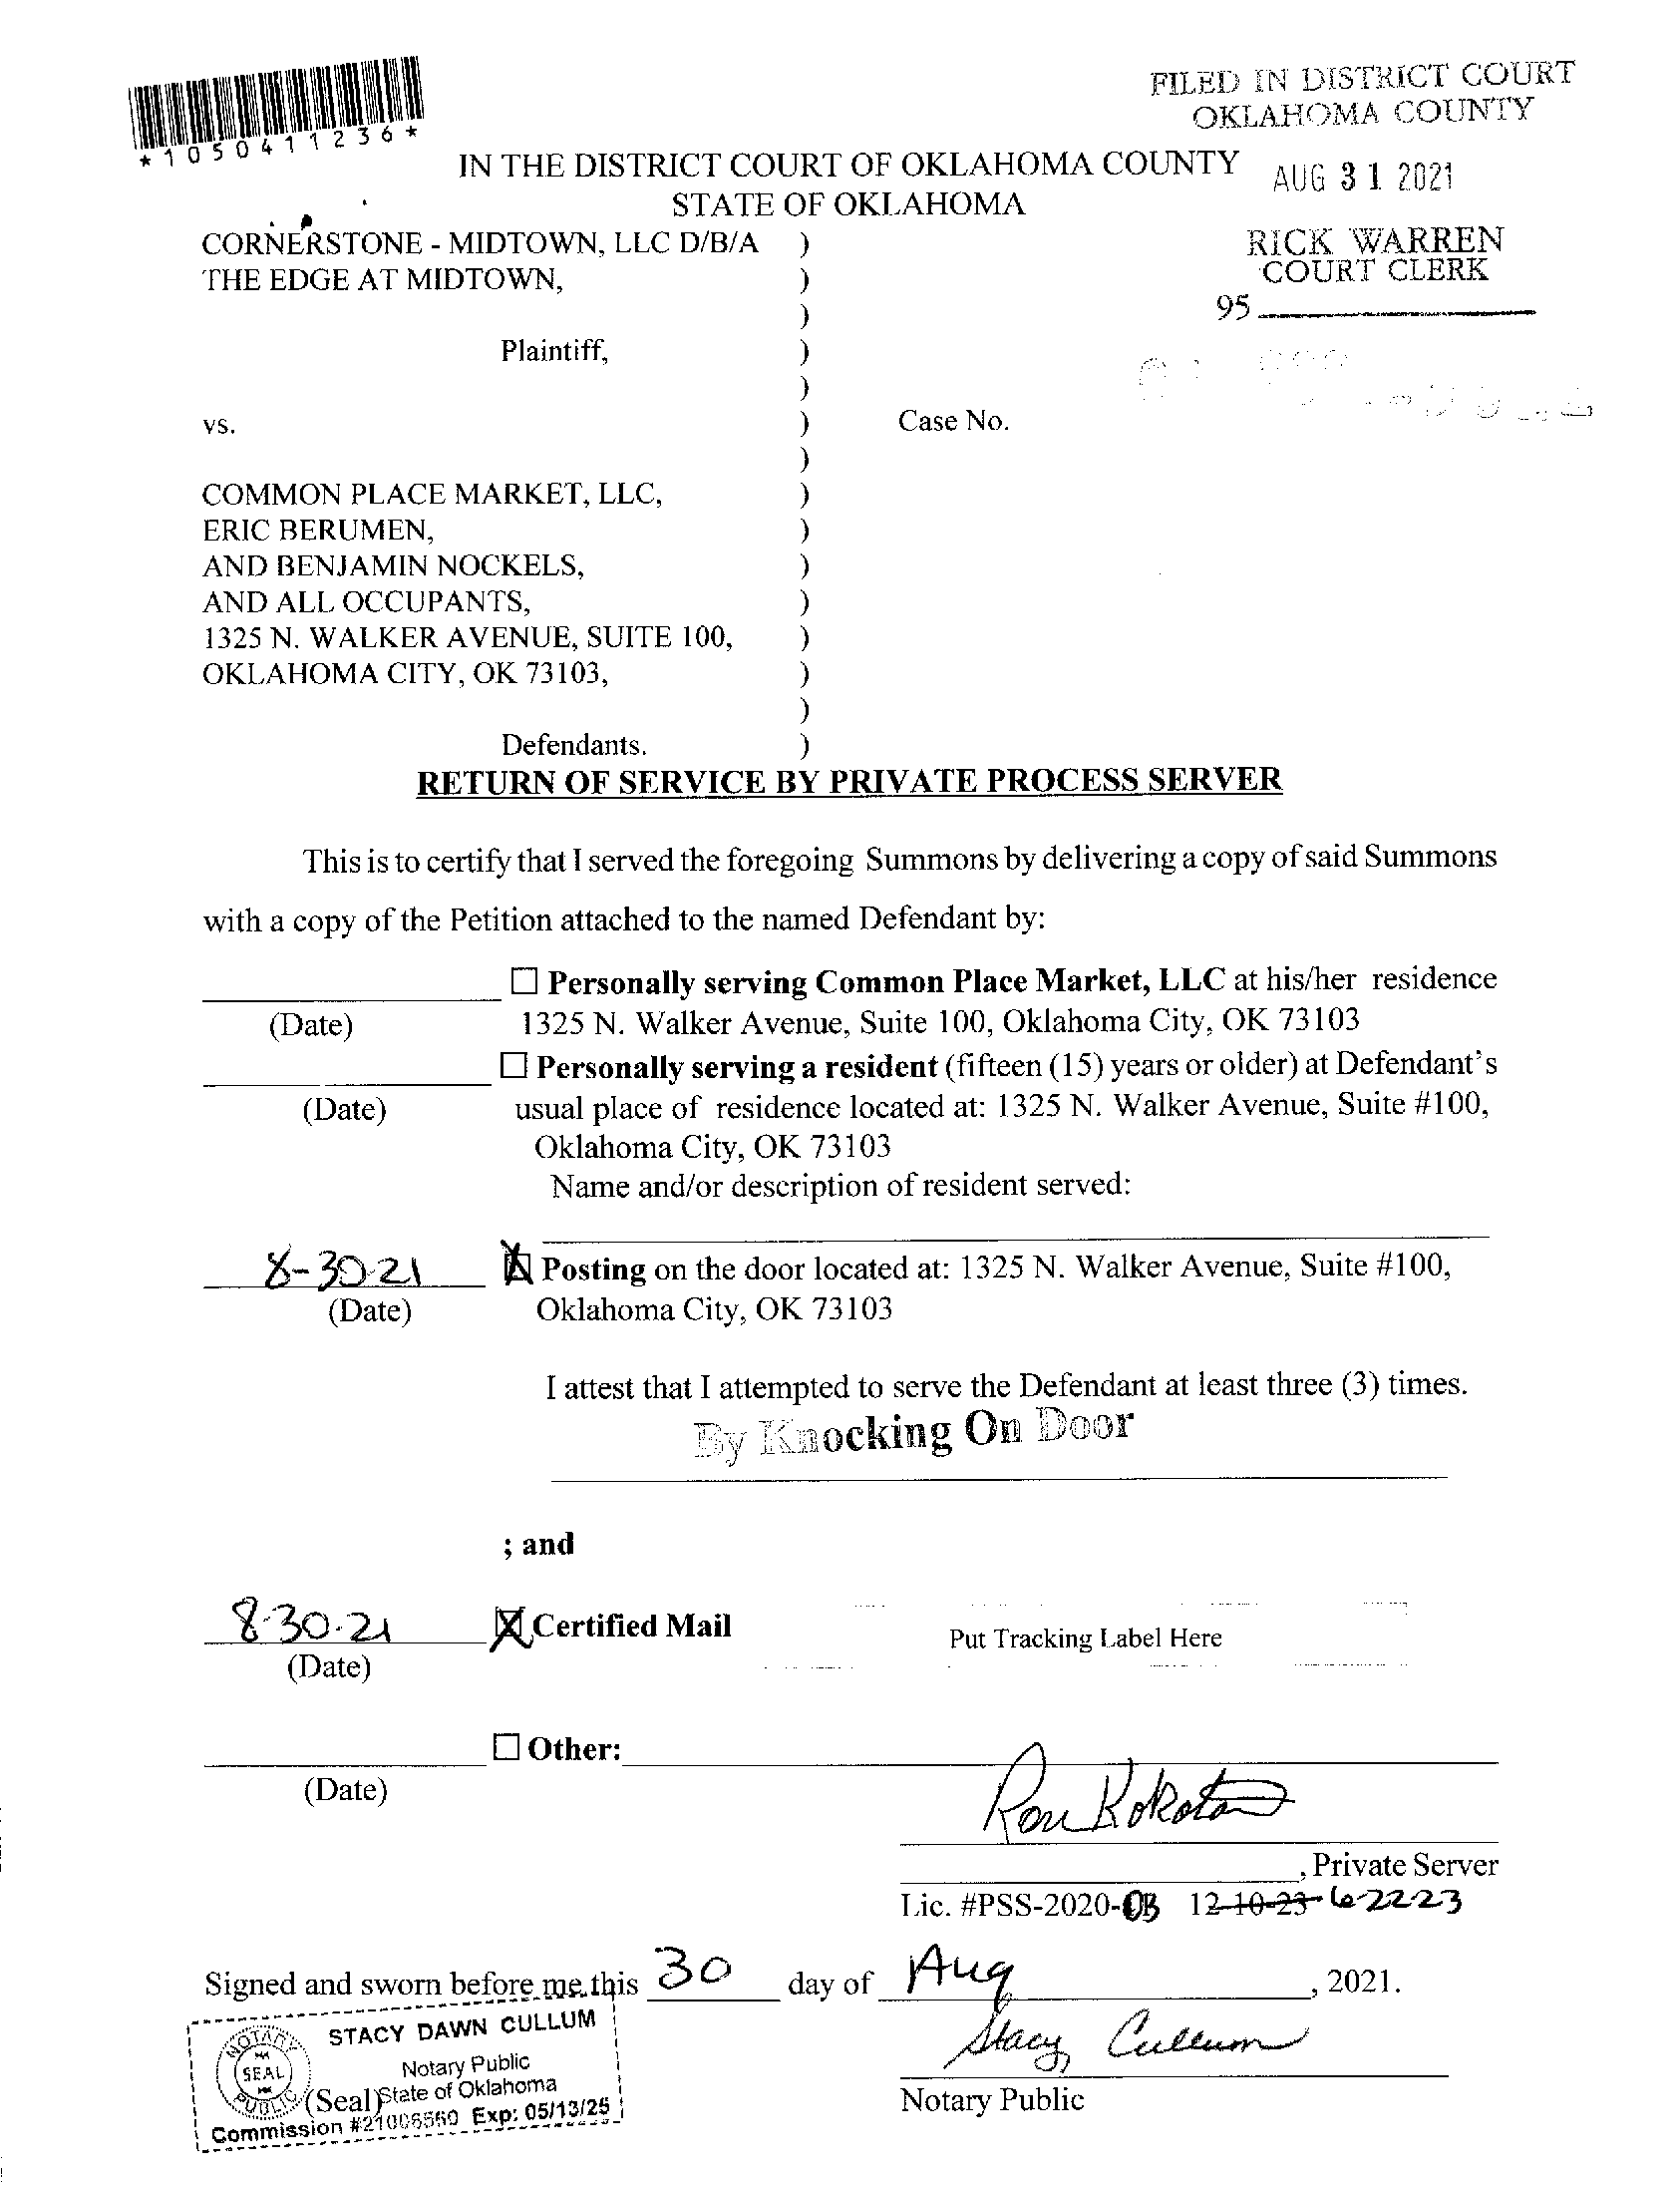 *1050411236*
FILED IN DISTRICT COURT
OKLAHOMA COUNTY
IN THE DISTRICT COURT OF OKLAHOMA COUNTY
AUG 31 2021
STATE OF OKLAHOMA
CORNERSTONE - MIDTOWN, LLC D/B/A )
RICK WARREN
THE EDGE AT MIDTOWN, )
COURT CLERK
)
95
Plaintiff, )
)
vs. ) Case No.
)
COMMON PLACE MARKET, LLC, )
ERIC BERUMEN, )
AND BENJAMIN NOCKELS, )
AND ALL OCCUPANTS, )
1325 N. WALKER AVENUE, SUITE 100, )
OKLAHOMA CITY, OK 73103, )
)
Defendants. )
RETURN OF SERVICE BY PRIVATE PROCESS SERVER
This is to certify that I served the foregoing Summons by delivering a copy of said Summons
with a copy of the Petition attached to the named Defendant by:
☐ Personally serving Common Place Market, LLC at his/her residence
(Date) 1325 N. Walker Avenue, Suite 100, Oklahoma City, OK 73103
☐ Personally serving a resident (fifteen (15) years or older) at Defendant's
(Date) usual place of residence located at: 1325 N. Walker Avenue, Suite #100,
Oklahoma City, OK 73103
Name and/or description of resident served:
8-30-21 ☒ Posting on the door located at: 1325 N. Walker Avenue, Suite #100,
(Date) Oklahoma City, OK 73103
I attest that I attempted to serve the Defendant at least three (3) times.
By Knocking On Door
; and
8-30-21 ☒ Certified Mail
Put Tracking Label Here
(Date)
☐ Other:
(Date)
, Private Server
Lic. #PSS-2020-03 12-10-23 6-22-23
Signed and sworn before me this 30 day of Aug, 2021.
STACY DAWN CULLUM
Stacy Cullum
NOTARY PUBLIC SEAL
Notary Public
(Seal) State of Oklahoma
Notary Public
Commission #21006560 Exp: 05/13/25